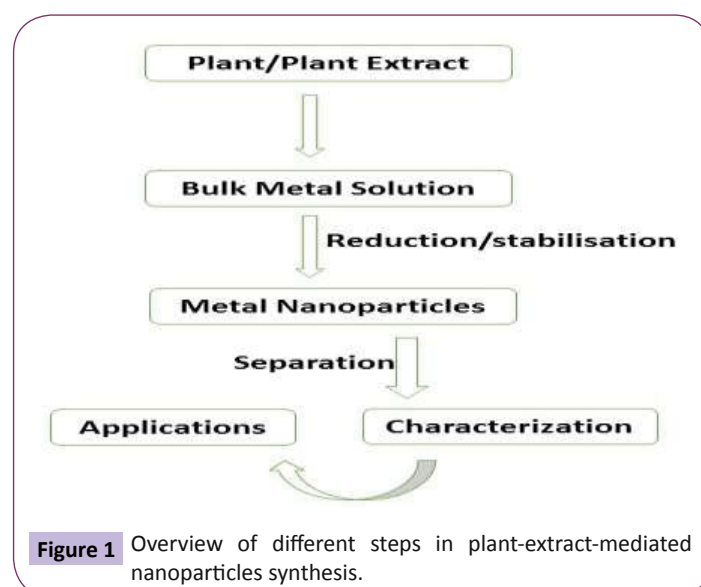 Plant/Plant Extract
Bulk Metal Solution
Reduction/stabilisation
Metal Nanoparticles
Separation
Applications
Characterization
Figure 1 Overview of different steps in plant-extract-mediated
nanoparticles synthesis.